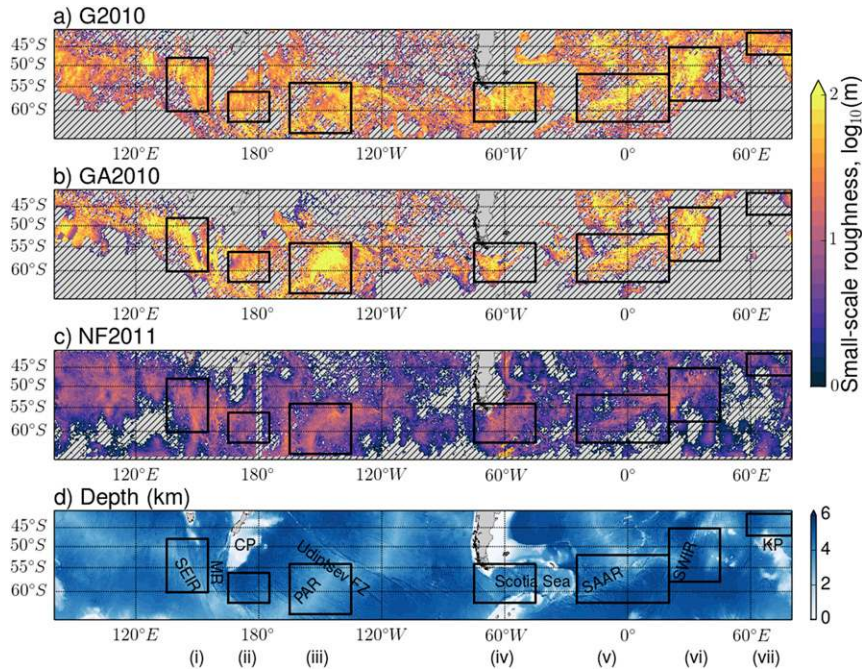 a) G2010
45°S
50°S
55°S
60°S
120°E 180° 120°W 60°W 0° 60°E
b) GA2010
45°S
50°S
55°S
60°S
120°E 180° 120°W 60°W 0° 60°E
c) NF2011
45°S
50°S
55°S
60°S
120°E 180° 120°W 60°W 0° 60°E
2
1
0
Small-scale roughness, log10(m)
d) Depth (km)
45°S
50°S
55°S
60°S
SEIR
MR
CP
Udintsev FZ
PAR
Scotia Sea
SAAR
SWIR
KP
6
4
2
0
120°E 180° 120°W 60°W 0° 60°E
(i) (ii) (iii) (iv) (v) (vi) (vii)